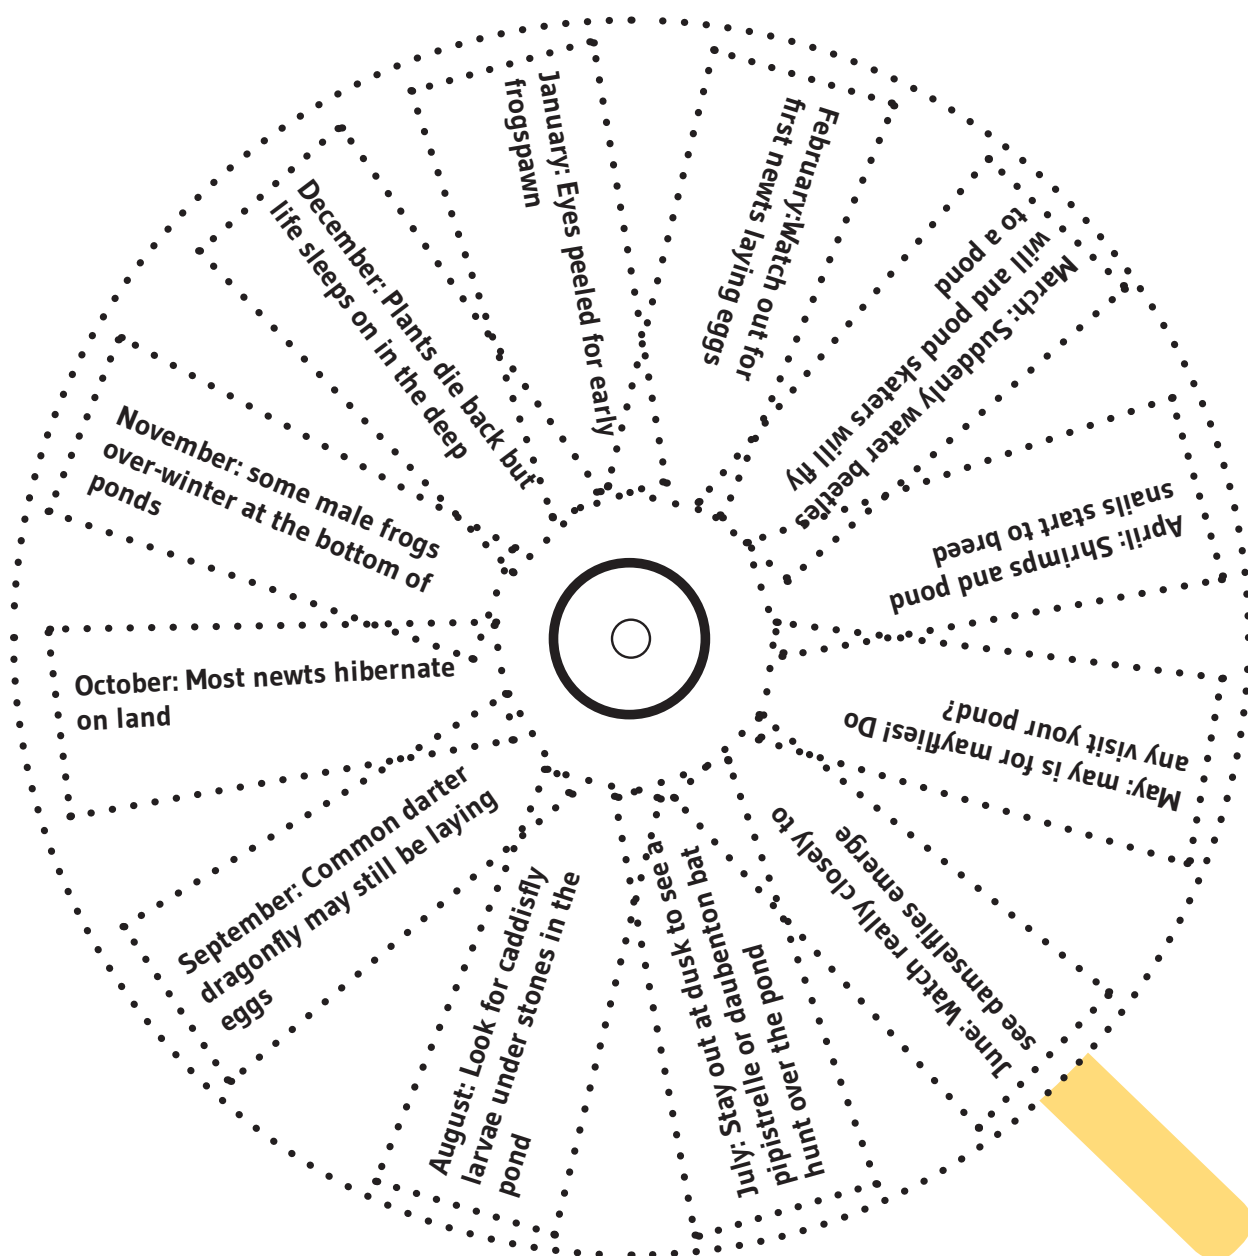 January: Eyes peeled for early
frogspawn
February:Watch out for
first newts laying eggs
March: Suddenly water beetles
will and pond skaters will fly
to a pond
April: Shrimps and pond
snails start to breed
May: may is for mayflies! Do
any visit your pond?
June: Watch really closely to
see damselflies emerge
July: Stay out at dusk to see a
pipistrelle or daubenton bat
hunt over the pond
August: Look for caddisfly
larvae under stones in the
pond
September: Common darter
dragonfly may still be laying
eggs
October: Most newts hibernate
on land
November: some male frogs
over-winter at the bottom of
ponds
December: Plants die back but
life sleeps on in the deep